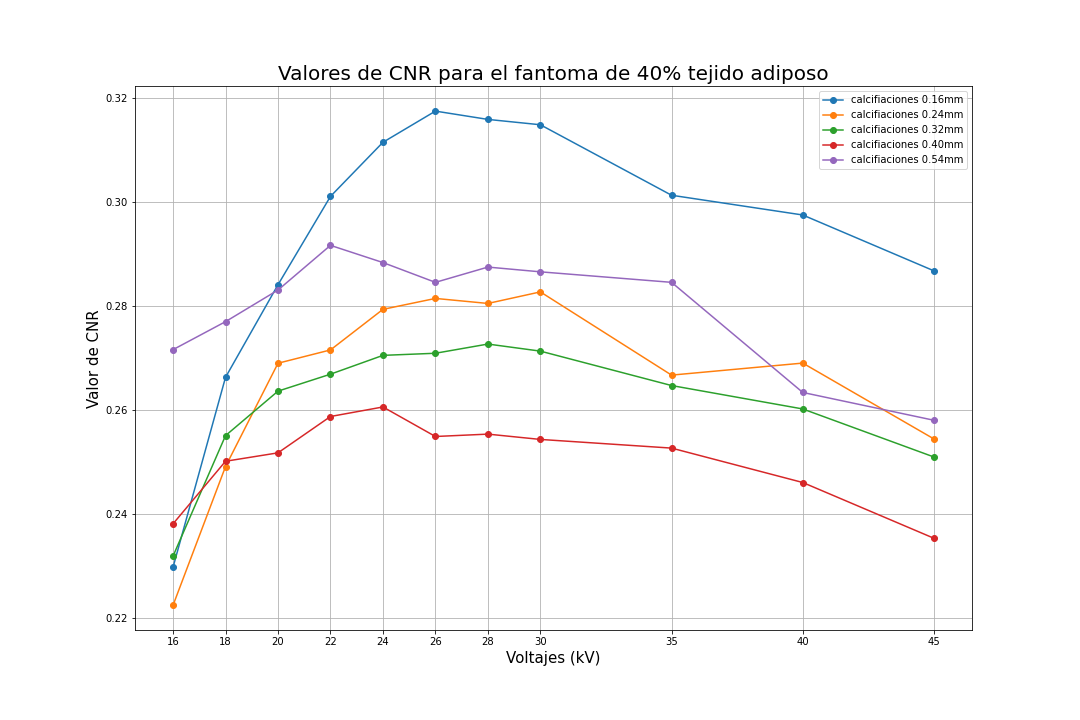 Valores de CNR para el fantoma de 40% tejido adiposo
calcifiaciones 0.16mm
calcifiaciones 0.24mm
calcifiaciones 0.32mm
calcifiaciones 0.40mm
calcifiaciones 0.54mm
Valor de CNR
0.32
0.30
0.28
0.26
0.24
0.22
16 18 20 22 24 26 28 30 35 40 45
Voltajes (kV)